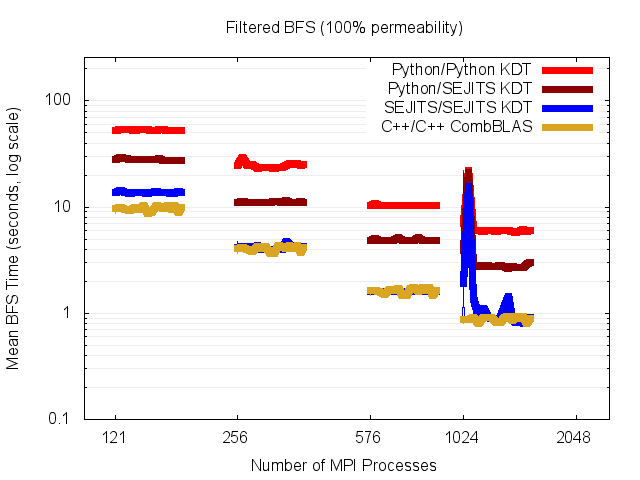 Filtered BFS (100% permeability)
Python/Python KDT
Python/SEJITS KDT
SEJITS/SEJITS KDT
C++/C++ CombBLAS
Mean BFS Time (seconds, log scale)
100
10
1
0.1
121 256 576 1024 2048
Number of MPI Processes